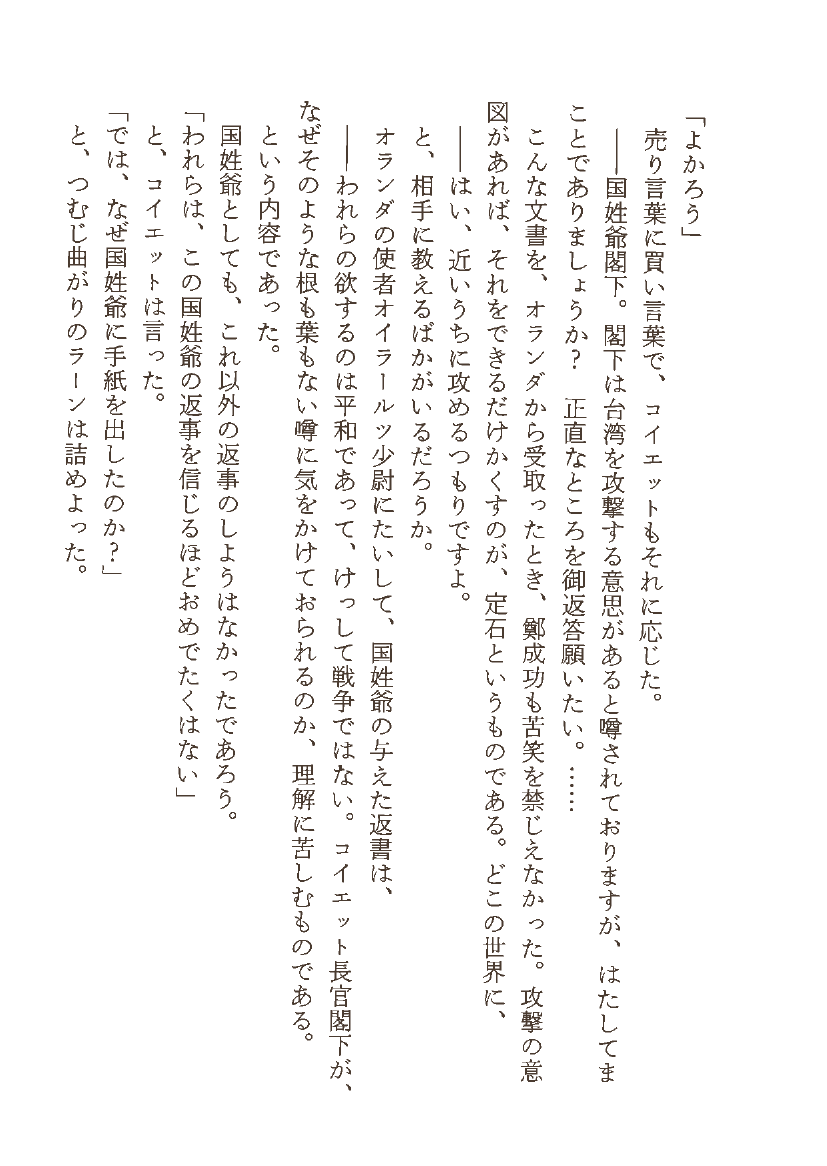 「よかろう」
売り言葉に買い言葉で、コイエットもそれに応じた。
――国姓爺閣下。閣下は台湾を攻撃する意思があると噂されておりますが、はたしてま
ことでありましょうか？　正直なところを御返答願いたい。……
こんな文書を、オランダから受取ったとき、鄭成功も苦笑を禁じえなかった。攻撃の意
図があれば、それをできるだけかくすのが、定石というものである。どこの世界に、
――はい、近いうちに攻めるつもりですよ。
と、相手に教えるばかがいるだろうか。
オランダの使者オイラールツ少尉にたいして、国姓爺の与えた返書は、
――われらの欲するのは平和であって、けっして戦争ではない。コイエット長官閣下が、
なぜそのような根も葉もない噂に気をかけておられるのか、理解に苦しむものである。
という内容であった。
国姓爺としても、これ以外の返事のしようはなかったであろう。
「われらは、この国姓爺の返事を信じるほどおめでたくはない」
と、コイエットは言った。
「では、なぜ国姓爺に手紙を出したのか？」
と、つむじ曲がりのラーンは詰めよった。